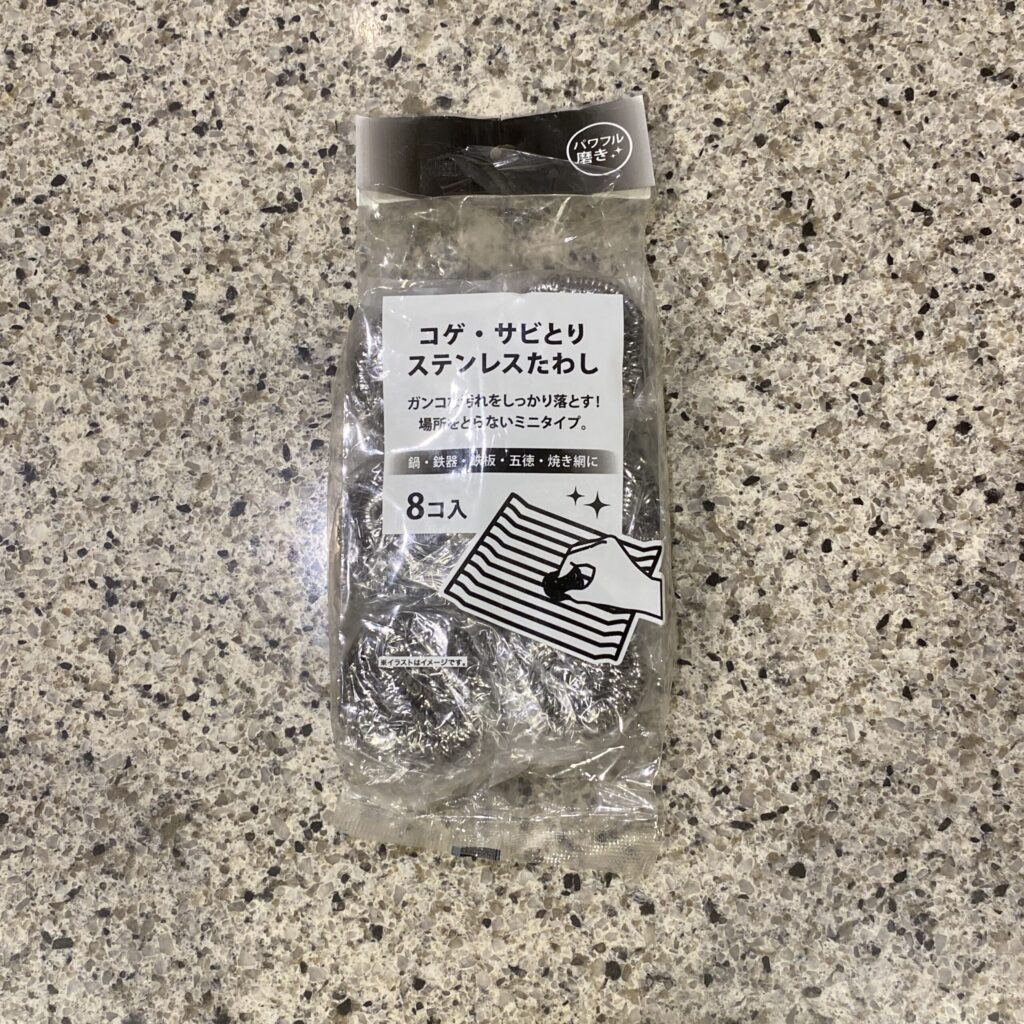 パワフル
磨き
コゲ・サビとり
ステンレスたわし
ガンコな汚れをしっかり落とす!
場所をとらないミニタイプ。
鍋・鉄器・鉄板・五徳・焼き網に
8コ入
※イラストはイメージです。